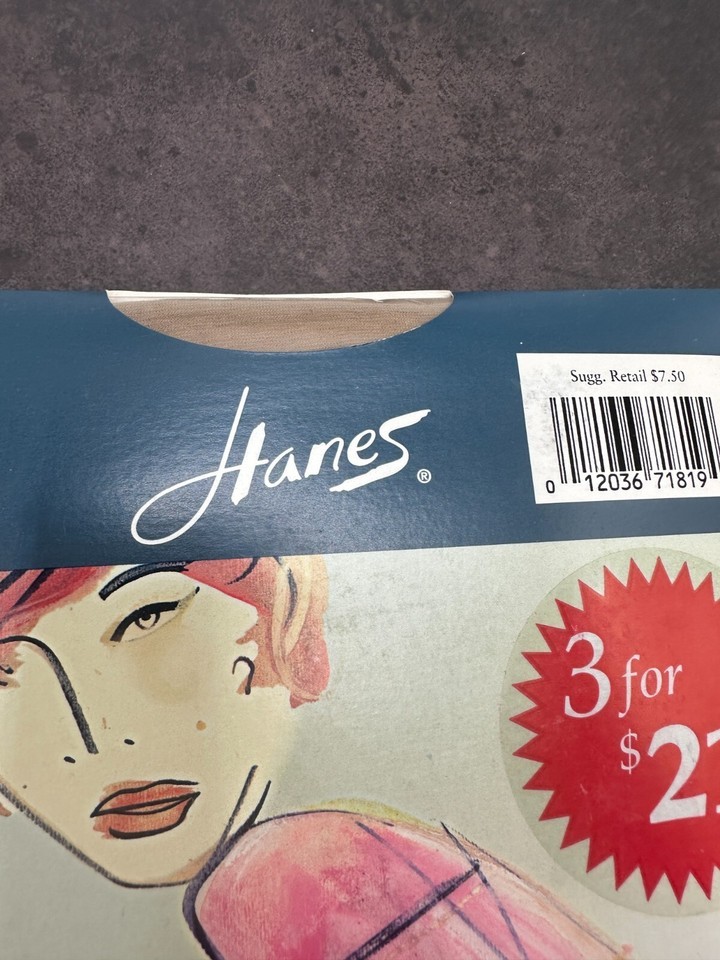 Sugg. Retail $7.50
Hanes®
0 12036 71819
3 for
$2